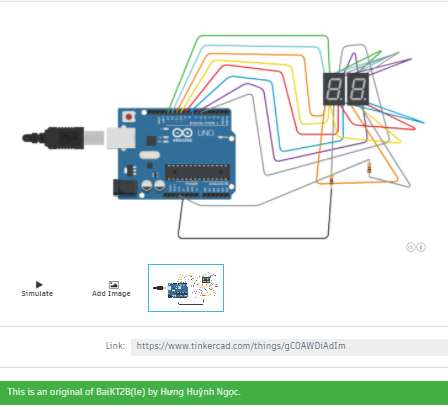 UNO
ARDUINO
Simulate
Add Image
Link: https://www.tinkercad.com/things/gC0AWDiAdIm
This is an original of BaiKT2B(le) by Hưng Huỳnh Ngọc.